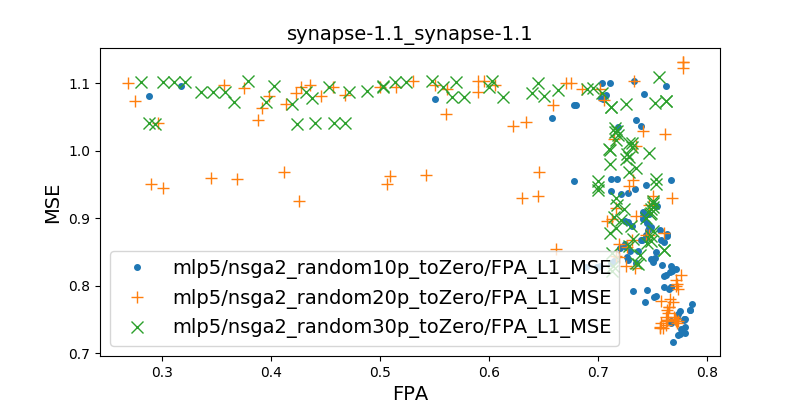 synapse-1.1_synapse-1.1
1.1
1.0
0.9
0.8
0.7
MSE
mlp5/nsga2_random10p_toZero/FPA_L1_MSE
mlp5/nsga2_random20p_toZero/FPA_L1_MSE
mlp5/nsga2_random30p_toZero/FPA_L1_MSE
0.3 0.4 0.5 0.6 0.7 0.8
FPA